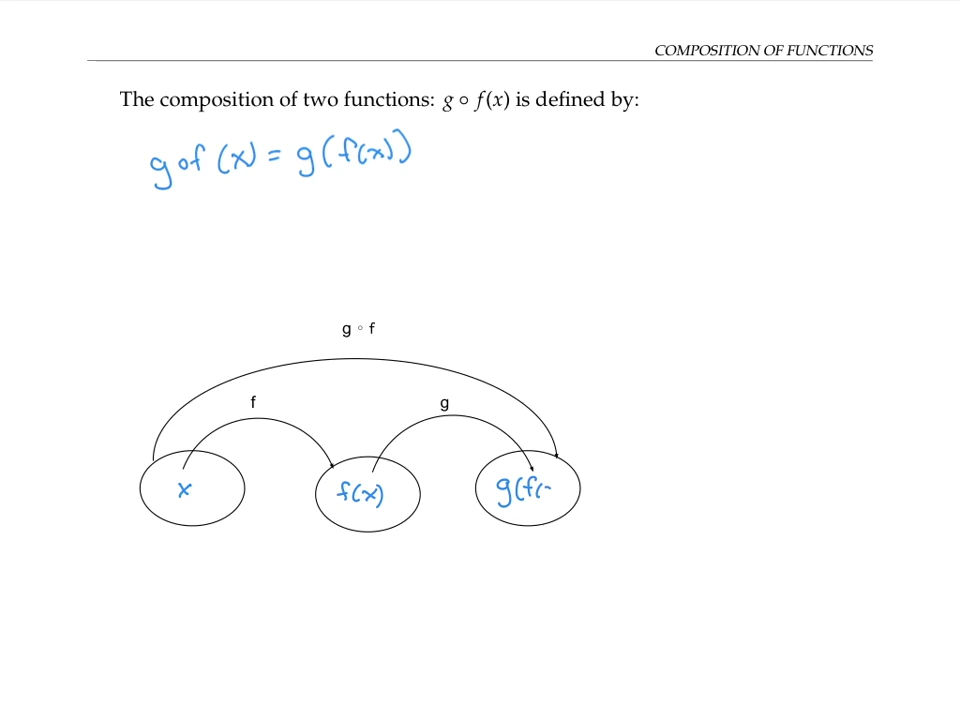 COMPOSITION OF FUNCTIONS
The composition of two functions: g ∘ f(x) is defined by:
g∘f (x) = g(f(x))
g ∘ f
f g
x f(x) g(f(